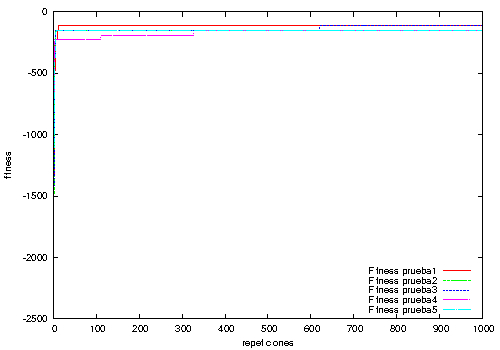 0
-500
-1000
-1500
-2000
-2500
fitness
0 100 200 300 400 500 600 700 800 900 1000
repeticiones
Fitness prueba1
Fitness prueba2
Fitness prueba3
Fitness prueba4
Fitness prueba5